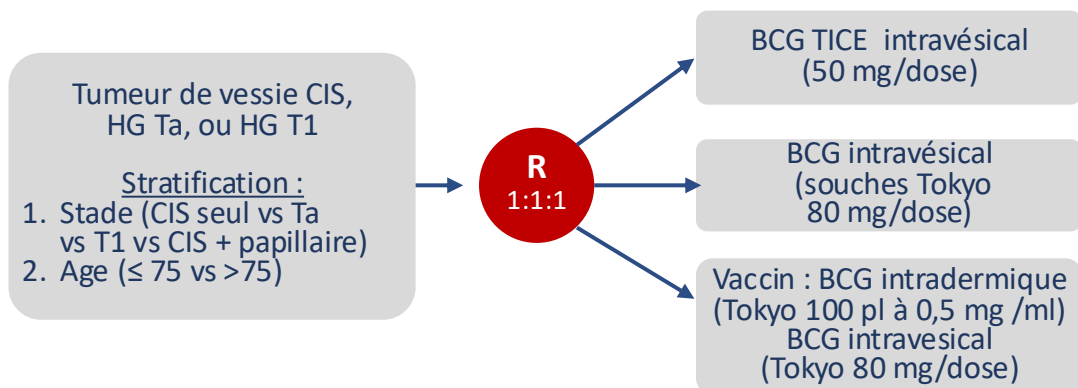 Tumeur de vessie CIS,
HG Ta, ou HG T1
Stratification :
1. Stade (CIS seul vs Ta
vs T1 vs CIS + papillaire)
2. Age (≤ 75 vs >75)
R
1:1:1
BCG TICE intravésical
(50 mg/dose)
BCG intravésical
(souches Tokyo
80 mg/dose)
Vaccin : BCG intradermique
(Tokyo 100 pl à 0,5 mg /ml)
BCG intravesical
(Tokyo 80 mg/dose)